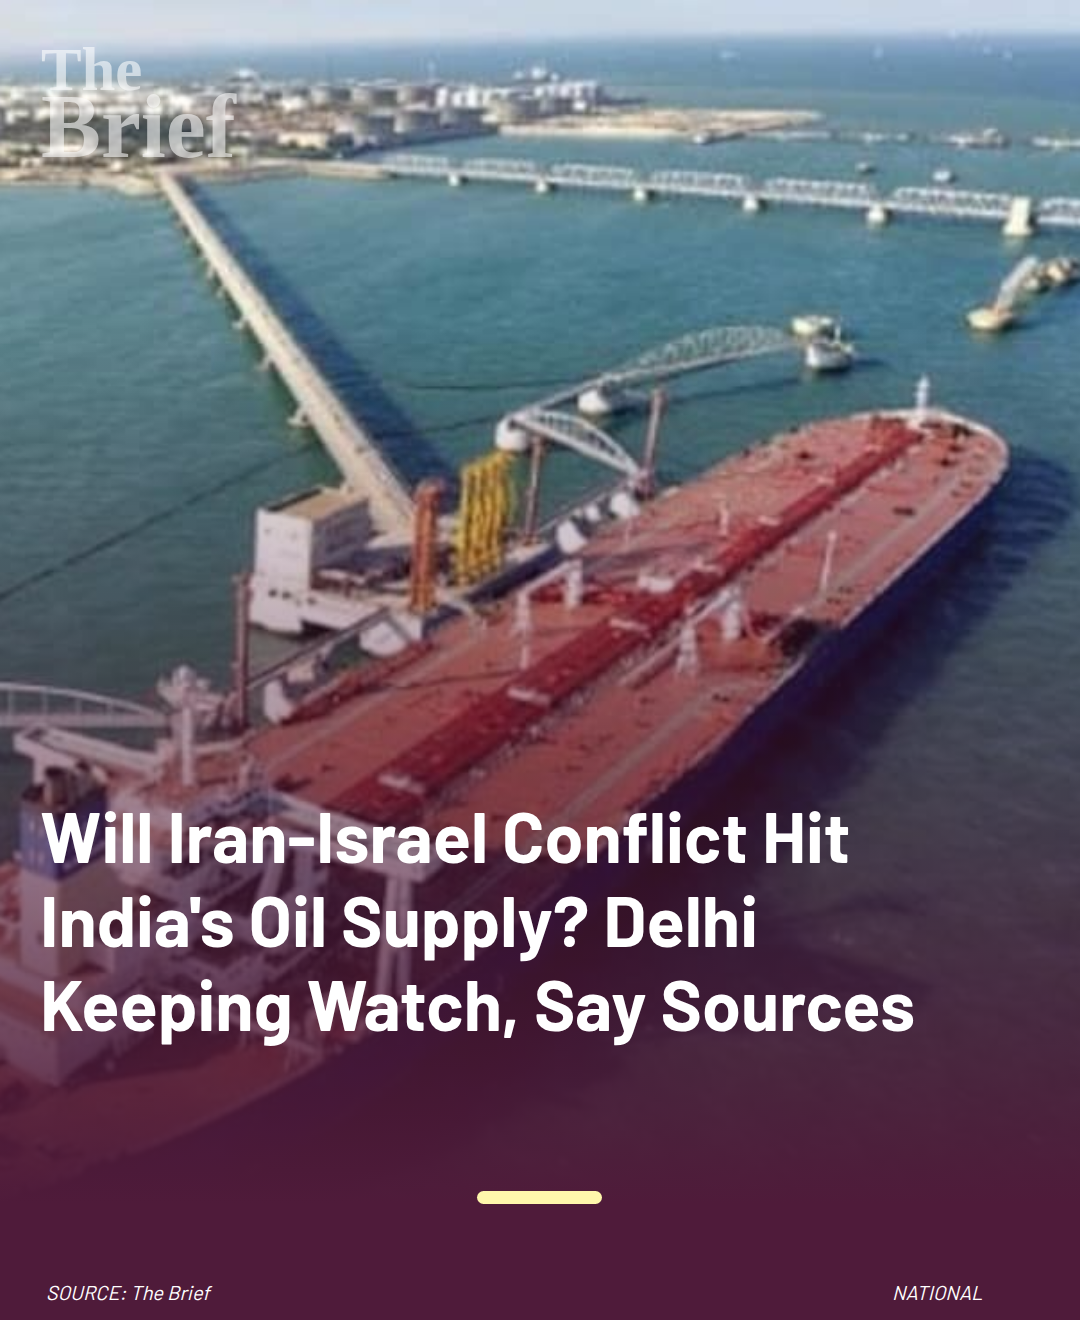 The
Brief
Will Iran-Israel Conflict Hit
India's Oil Supply? Delhi
Keeping Watch, Say Sources
SOURCE: The Brief
NATIONAL